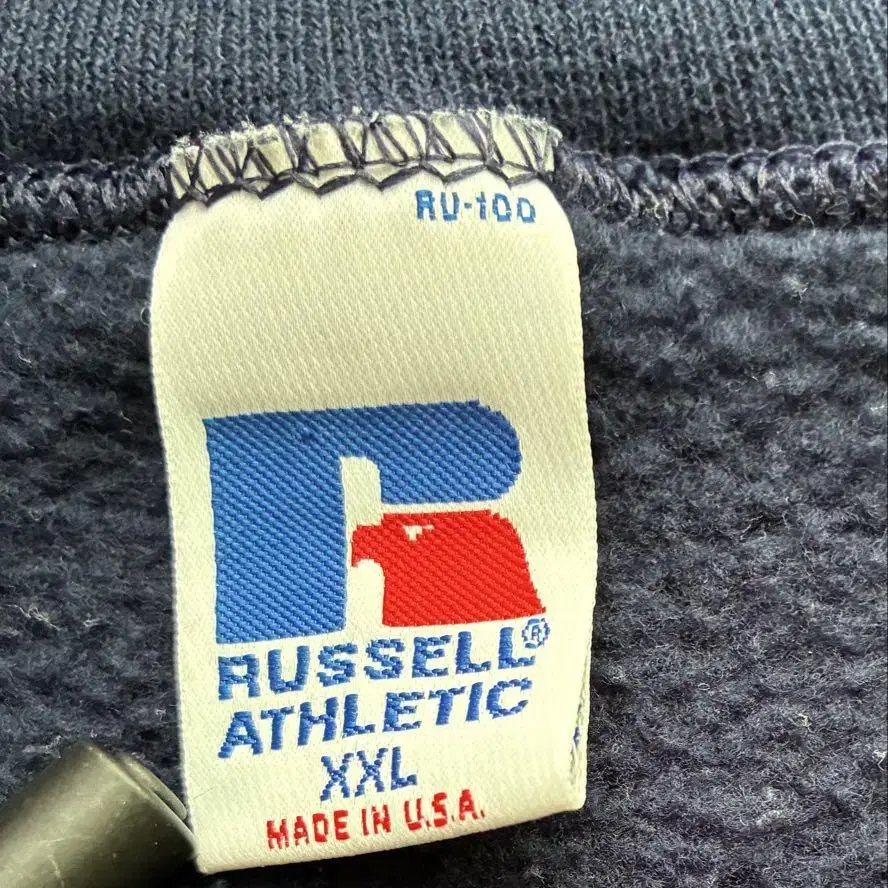 RU-100
RUSSELL®
ATHLETIC
XXL
MADE IN U.S.A.